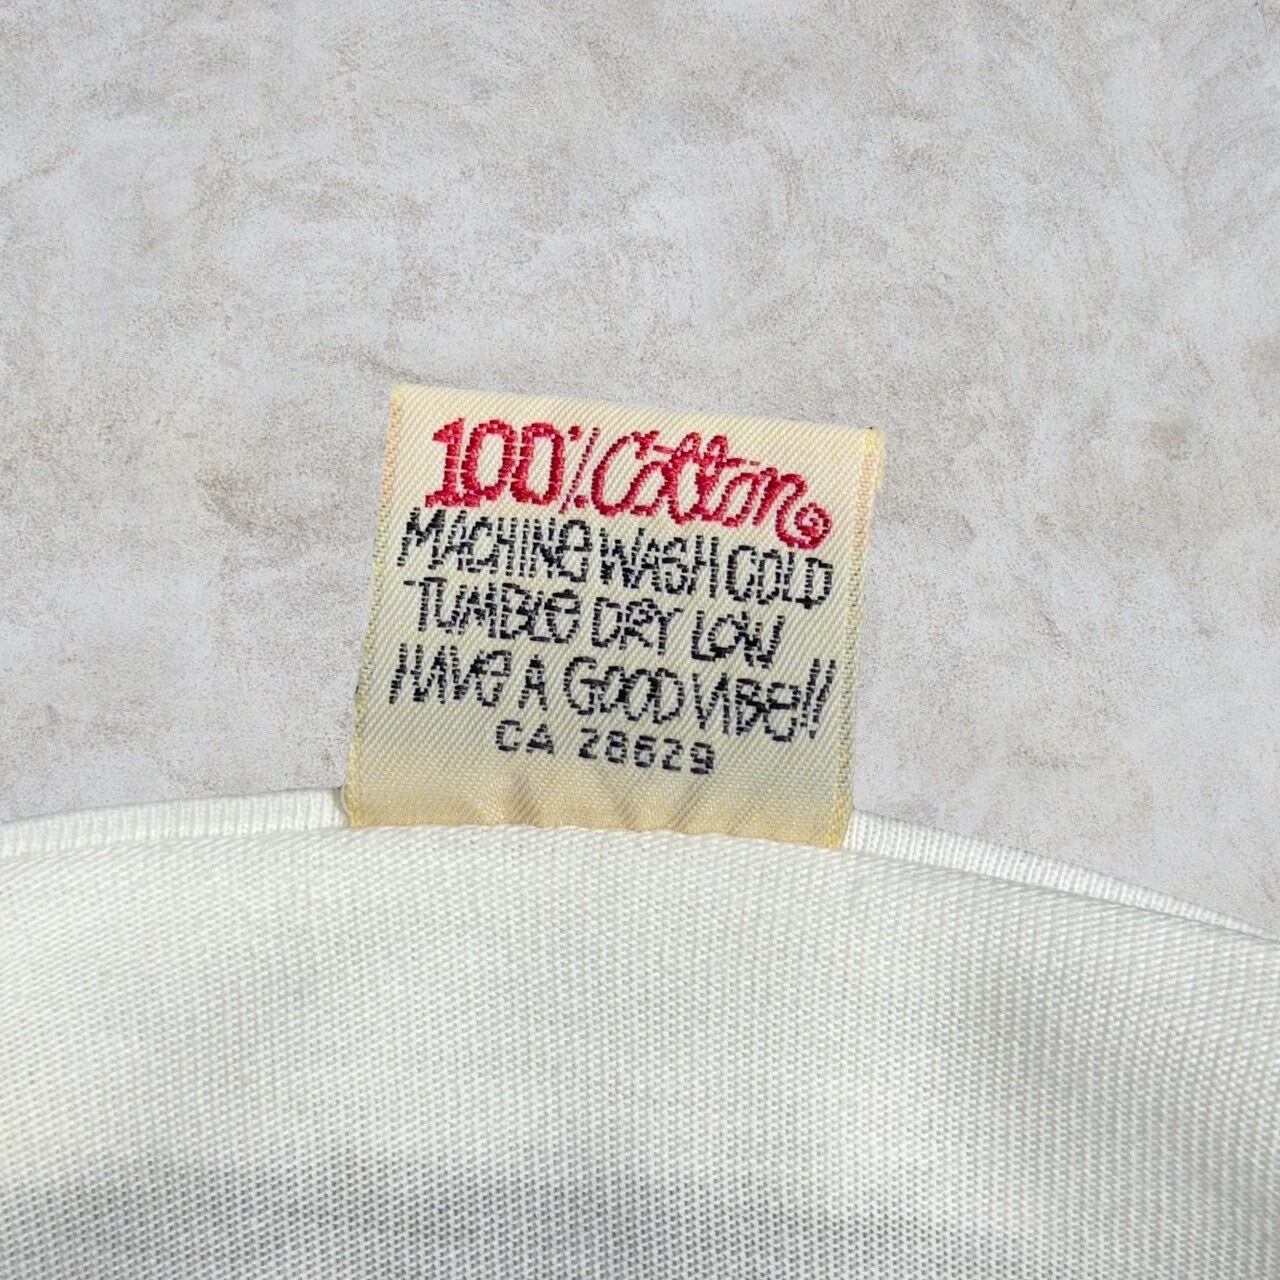 100% Cotton
MACHINe WASH COLD
TUMBLe DRY LOW
HAVe A GOOD VIBe!!
CA 28629